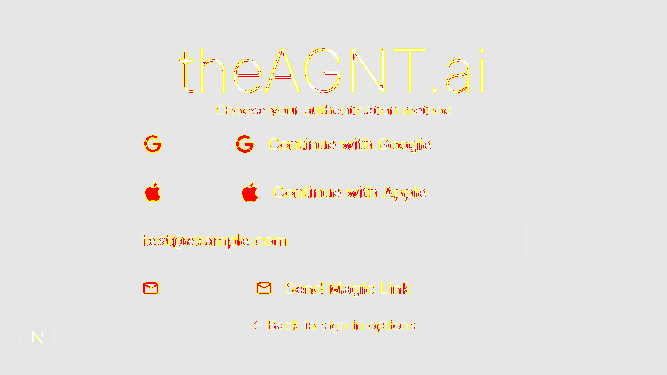 theAGNT.ai
Choose your authentication method
Continue with Google
Continue with Apple
test@example.com
Send Magic Link
Back to sign in options
N